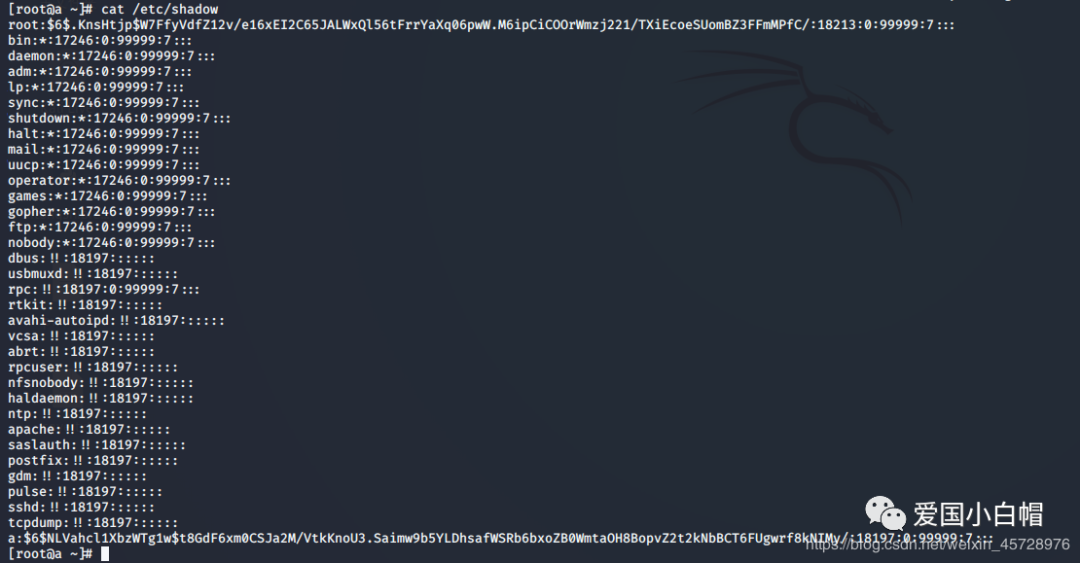 [root@a ~]# cat /etc/shadow
root:$6$.KnsHtjp$W7FfyVdfZ12v/e16xEI2C65JALWxQl56tFrrYaXq06pwW.M6ipCiCOOrWmzj221/TXiEcoeSUomBZ3FFmMPfC/:18213:0:99999:7:::
bin:*:17246:0:99999:7:::
daemon:*:17246:0:99999:7:::
adm:*:17246:0:99999:7:::
lp:*:17246:0:99999:7:::
sync:*:17246:0:99999:7:::
shutdown:*:17246:0:99999:7:::
halt:*:17246:0:99999:7:::
mail:*:17246:0:99999:7:::
uucp:*:17246:0:99999:7:::
operator:*:17246:0:99999:7:::
games:*:17246:0:99999:7:::
gopher:*:17246:0:99999:7:::
ftp:*:17246:0:99999:7:::
nobody:*:17246:0:99999:7:::
dbus:!!:18197::::::
usbmuxd:!!:18197::::::
rpc:!!:18197:0:99999:7:::
rtkit:!!:18197::::::
avahi-autoipd:!!:18197::::::
vcsa:!!:18197::::::
abrt:!!:18197::::::
rpcuser:!!:18197::::::
nfsnobody:!!:18197::::::
haldaemon:!!:18197::::::
ntp:!!:18197::::::
apache:!!:18197::::::
saslauth:!!:18197::::::
postfix:!!:18197::::::
gdm:!!:18197::::::
pulse:!!:18197::::::
sshd:!!:18197::::::
tcpdump:!!:18197::::::
a:$6$NLVahcl1XbzWTg1w$t8GdF6xm0CSJa2M/VtkKnoU3.Saimw9b5YLDhsafWSRb6bxoZB0WmtaOH8BopvZ2t2kNbBCT6FUgwrf8kNIMy/:18197:0:99999:7:::
[root@a ~]#
爱国小白帽
https://blog.csdn.net/weixin_45728976